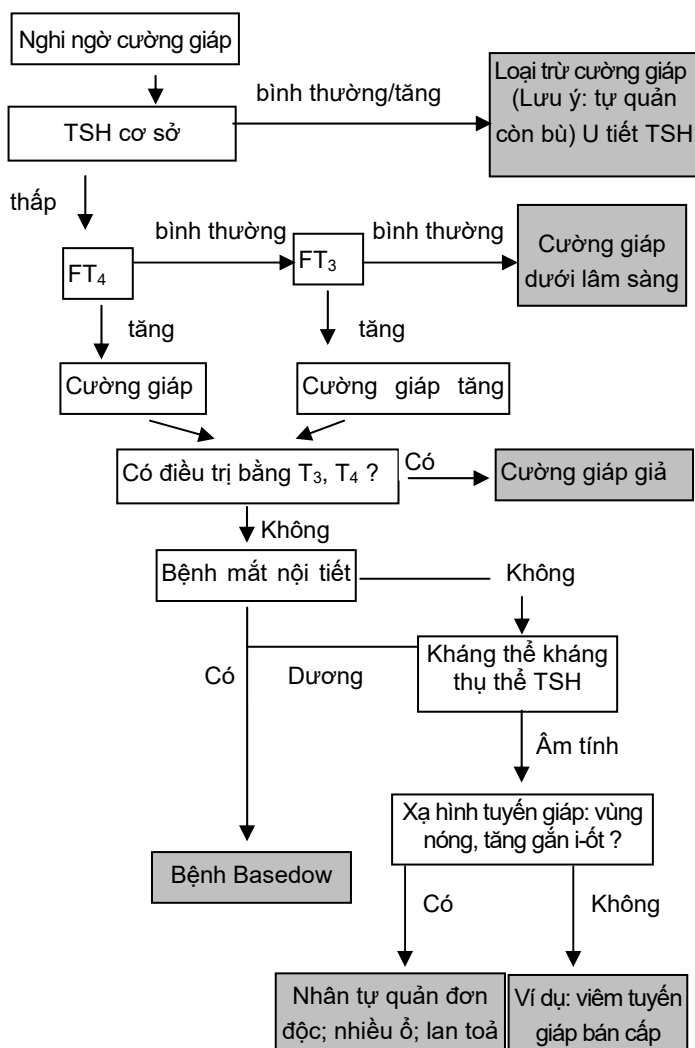 Nghi ngờ cường giáp
bình thường/tăng
Loại trừ cường giáp
(Lưu ý: tự quản
còn bù) U tiết TSH
TSH cơ sở
thấp
bình thường
bình thường
FT₄
FT₃
Cường giáp
dưới lâm sàng
tăng
tăng
Cường giáp
Cường giáp tăng
Có điều trị bằng T₃, T₄ ?
Có
Cường giáp giả
Không
Bệnh mắt nội tiết
Không
Có
Dương
Kháng thể kháng
thụ thể TSH
Âm tính
Xạ hình tuyến giáp: vùng
nóng, tăng gắn i-ốt ?
Bệnh Basedow
Có
Không
Nhân tự quản đơn
độc; nhiều ổ; lan toả
Ví dụ: viêm tuyến
giáp bán cấp